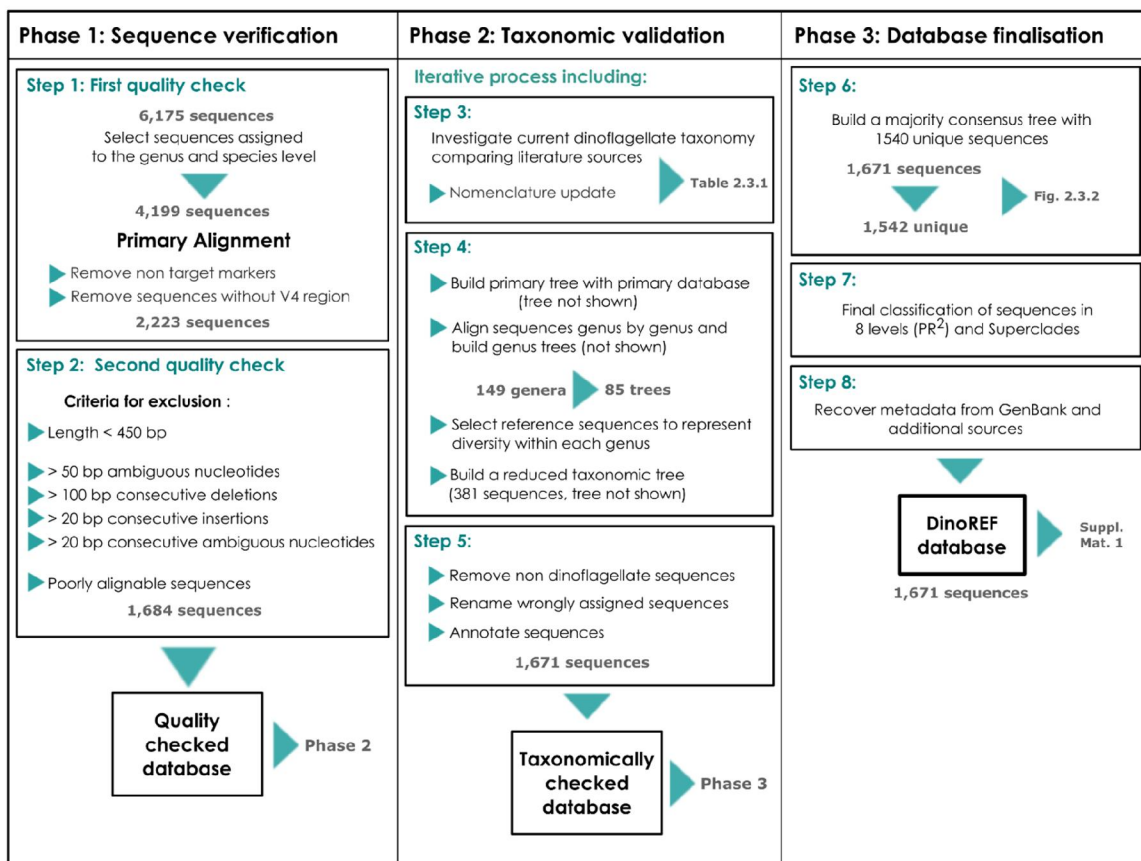 Phase 1: Sequence verification
Step 1: First quality check
6,175 sequences
Select sequences assigned
to the genus and species level
4,199 sequences
Primary Alignment
Remove non target markers
Remove sequences without V4 region
2,223 sequences
Step 2: Second quality check
Criteria for exclusion :
Length < 450 bp
> 50 bp ambiguous nucleotides
> 100 bp consecutive deletions
> 20 bp consecutive insertions
> 20 bp consecutive ambiguous nucleotides
Poorly alignable sequences
1,684 sequences
Quality
checked
database
Phase 2
Phase 2: Taxonomic validation
Iterative process including:
Step 3:
Investigate current dinoflagellate taxonomy
comparing literature sources
Nomenclature update
Table 2.3.1
Step 4:
Build primary tree with primary database
(tree not shown)
Align sequences genus by genus and
build genus trees (not shown)
149 genera
85 trees
Select reference sequences to represent
diversity within each genus
Build a reduced taxonomic tree
(381 sequences, tree not shown)
Step 5:
Remove non dinoflagellate sequences
Rename wrongly assigned sequences
Annotate sequences
1,671 sequences
Taxonomically
checked
database
Phase 3
Phase 3: Database finalisation
Step 6:
Build a majority consensus tree with
1540 unique sequences
1,671 sequences
Fig. 2.3.2
1,542 unique
Step 7:
Final classification of sequences in
8 levels (PR²) and Superclades
Step 8:
Recover metadata from GenBank and
additional sources
DinoREF
database
Suppl.
Mat. 1
1,671 sequences